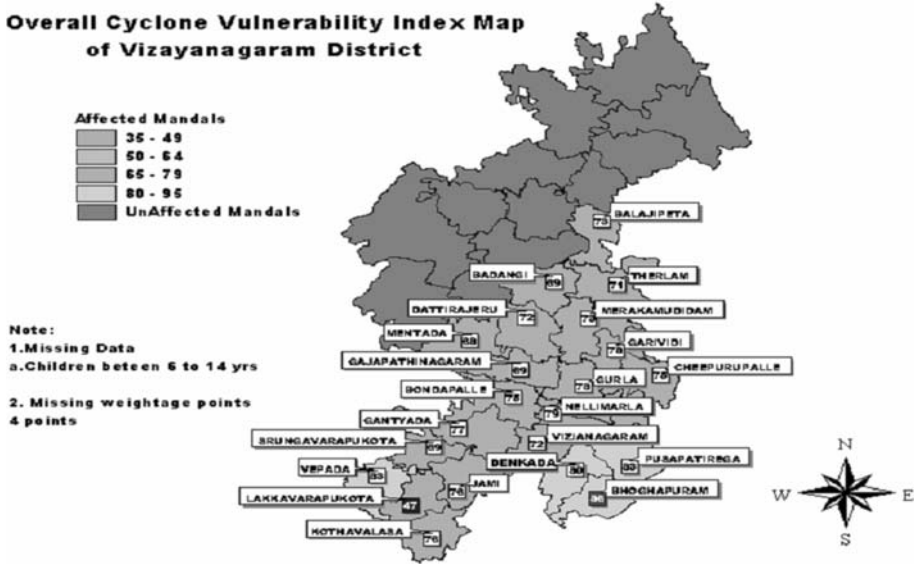 Overall Cyclone Vulnerability Index Map
of Vizayanagaram District
Affected Mandals
35 - 49
50 - 64
65 - 79
80 - 95
UnAffected Mandals
BALAJIPETA
BADANGI
69
THERLAM
71
DATTIRAJERU
72
MERAKAMUDIDAM
MENTADA
GARIVIDI
GAJAPATHINAGARAM
69
CHEEPURUPALLE
GURLA
BONDAPALLE
NELLIMARLA
79
GANTYADA
77
SRUNGAVARAPUKOTA
VIZIANAGARAM
72
DENKADA
PUSAPATIREGA
VEPADA
JAMI
BHOGHAPURAM
LAKKAVARAPUKOTA
47
KOTHAVALASA
76
Note:
1.Missing Data
a.Children beteen 6 to 14 yrs
2. Missing weightage points
4 points
N
W
E
S